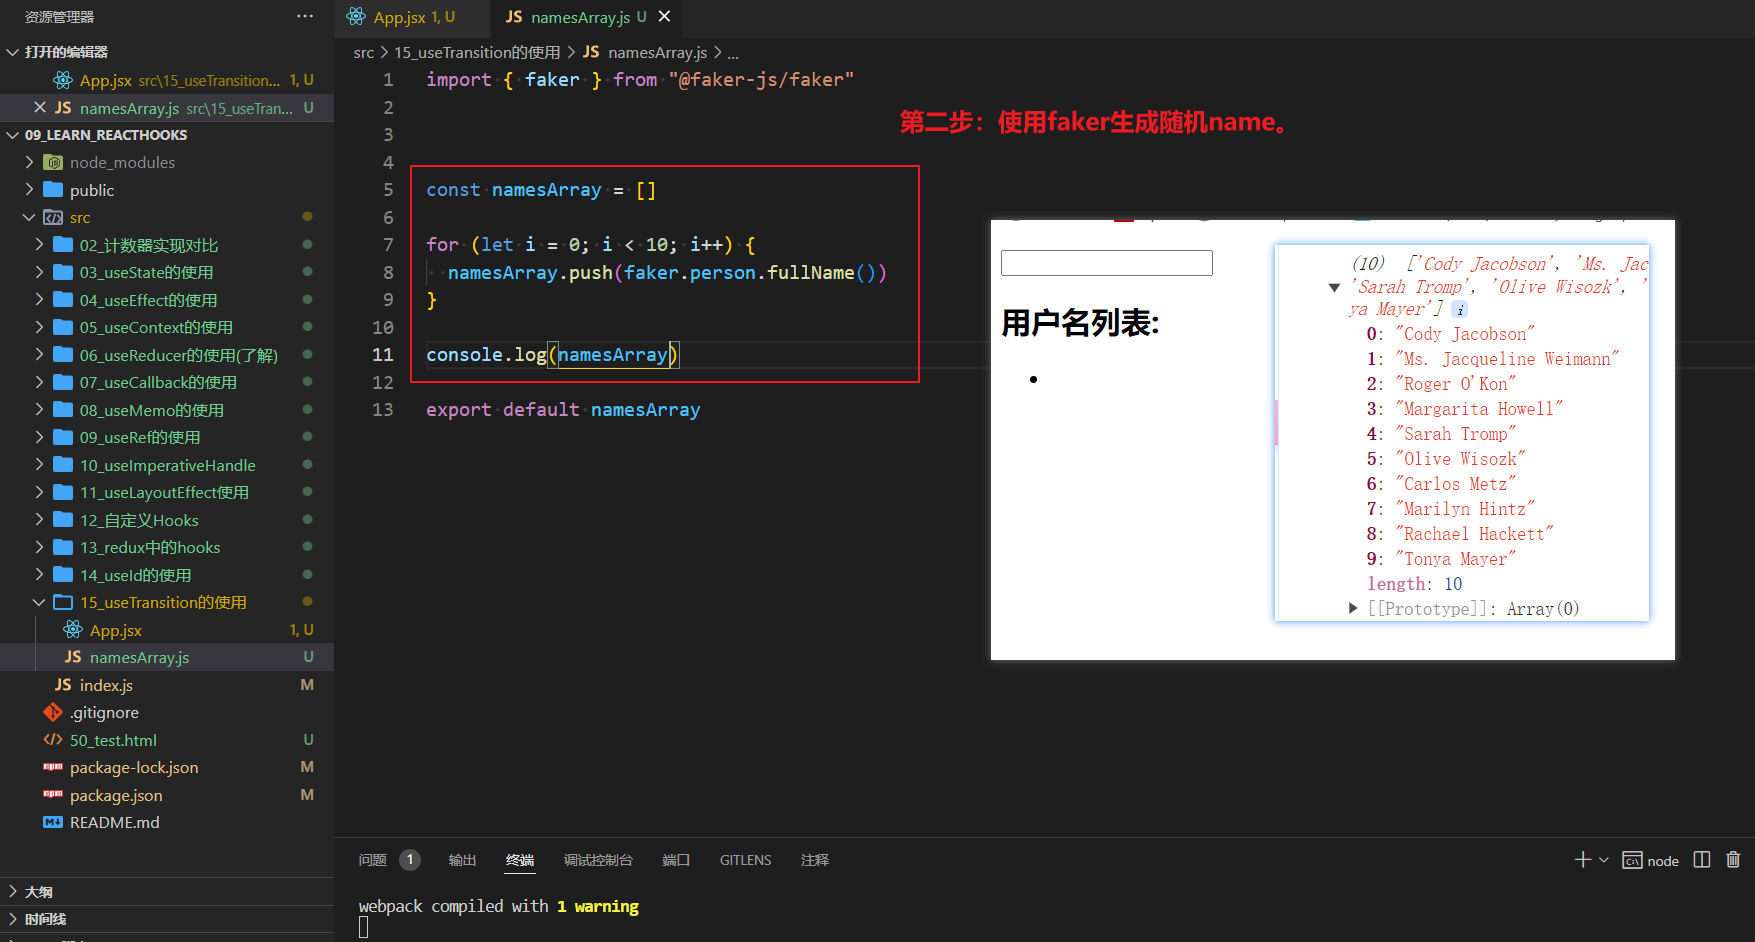 资源管理器
···
打开的编辑器
App.jsx src\15_useTransition... 1, U
JS namesArray.js src\15_useTran... U
09_LEARN_REACTHOOKS
node_modules
public
src
02_计数器实现对比
03_useState的使用
04_useEffect的使用
05_useContext的使用
06_useReducer的使用(了解)
07_useCallback的使用
08_useMemo的使用
09_useRef的使用
10_useImperativeHandle
11_useLayoutEffect使用
12_自定义Hooks
13_redux中的hooks
14_useId的使用
15_useTransition的使用
App.jsx 1, U
JS namesArray.js U
JS index.js M
.gitignore
50_test.html U
package-lock.json M
package.json M
README.md
大纲
时间线
App.jsx 1, U
JS namesArray.js U
src > 15_useTransition的使用 > JS namesArray.js > ...
1 import { faker } from "@faker-js/faker"
2
3
4
5 const namesArray = []
6
7 for (let i = 0; i < 10; i++) {
8 namesArray.push(faker.person.fullName())
9 }
10
11 console.log(namesArray)
12
13 export default namesArray
第二步：使用faker生成随机name。
用户名列表:
(10) ['Cody Jacobson', 'Ms. Jac
'Sarah Tromp', 'Olive Wisozk', '
ya Mayer'] i
0: "Cody Jacobson"
1: "Ms. Jacqueline Weimann"
2: "Roger O'Kon"
3: "Margarita Howell"
4: "Sarah Tromp"
5: "Olive Wisozk"
6: "Carlos Metz"
7: "Marilyn Hintz"
8: "Rachael Hackett"
9: "Tonya Mayer"
length: 10
[[Prototype]]: Array(0)
问题 1 输出 终端 调试控制台 端口 GITLENS 注释
node
webpack compiled with 1 warning